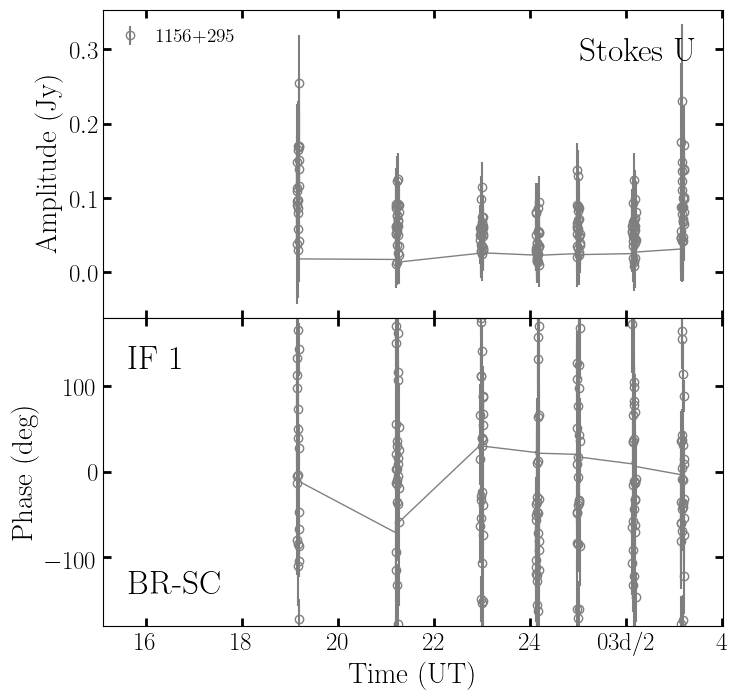 1156+295
Stokes U
Amplitude (Jy)
0.3
0.2
0.1
0.0
IF 1
Phase (deg)
100
0
−100
BR-SC
16 18 20 22 24 03d/2 4
Time (UT)